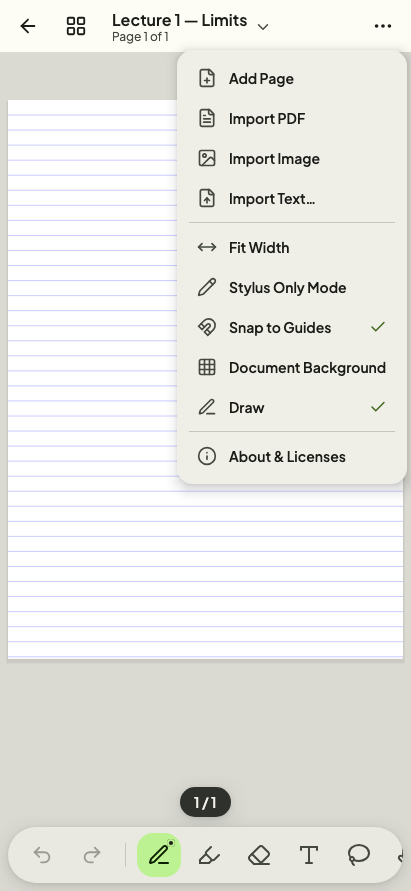 Lecture 1 — Limits
Page 1 of 1
Add Page
Import PDF
Import Image
Import Text...
Fit Width
Stylus Only Mode
Snap to Guides
Document Background
Draw
About & Licenses
1 / 1